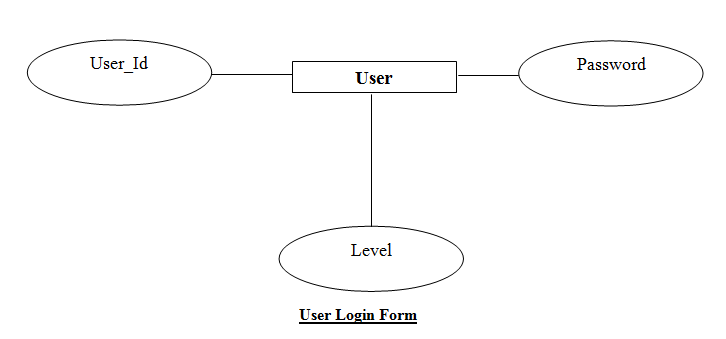 User_Id
User
Password
Level
User Login Form